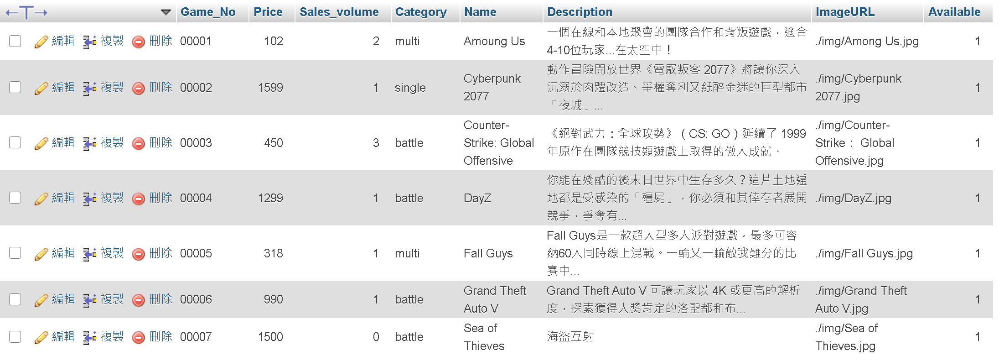 Game_No Price Sales_volume Category Name Description ImageURL Available
編輯 複製 刪除 00001 102 2 multi Amoung Us 一個在線和本地聚會的團隊合作和背叛遊戲，適合
4-10位玩家...在太空中！ ./img/Among Us.jpg 1
編輯 複製 刪除 00002 1599 1 single Cyberpunk
2077 動作冒險開放世界《電馭叛客 2077》將讓你深入
沉溺於肉體改造、爭權奪利又紙醉金迷的巨型都市
「夜城」... ./img/Cyberpunk
2077.jpg 1
編輯 複製 刪除 00003 450 3 battle Counter-
Strike: Global
Offensive 《絕對武力：全球攻勢》（CS: GO）延續了 1999
年原作在團隊競技類遊戲上取得的傲人成就。 ./img/Counter-
Strike： Global
Offensive.jpg 1
編輯 複製 刪除 00004 1299 1 battle DayZ 你能在殘酷的後末日世界中生存多久？這片土地遍
地都是受感染的「殭屍」，你必須和其倖存者展開
競爭，爭奪有... ./img/DayZ.jpg 1
編輯 複製 刪除 00005 318 1 multi Fall Guys Fall Guys是一款超大型多人派對遊戲，最多可容
納60人同時線上混戰。一輪又一輪敵我難分的比
賽中... ./img/Fall Guys.jpg 1
編輯 複製 刪除 00006 990 1 battle Grand Theft
Auto V Grand Theft Auto V 可讓玩家以 4K 或更高的解析
度，探索獲得大獎肯定的洛聖都和布... ./img/Grand Theft
Auto V.jpg 1
編輯 複製 刪除 00007 1500 0 battle Sea of
Thieves 海盜互射 ./img/Sea of
Thieves.jpg 1